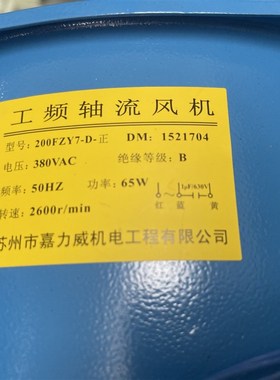 工频轴流风机
型号: 200FZY7-D-正 DM: 1521704
电压: 380VAC 绝缘等级: B
频率: 50HZ 功率: 65W
转速: 2600r/min
红 蓝 黄
苏州市嘉力威机电工程有限公司